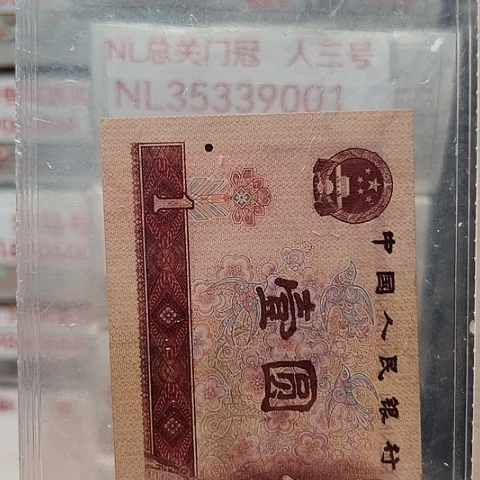 NL总关门冠 人三号
NL35339001
中国人民银行
壹圆
1